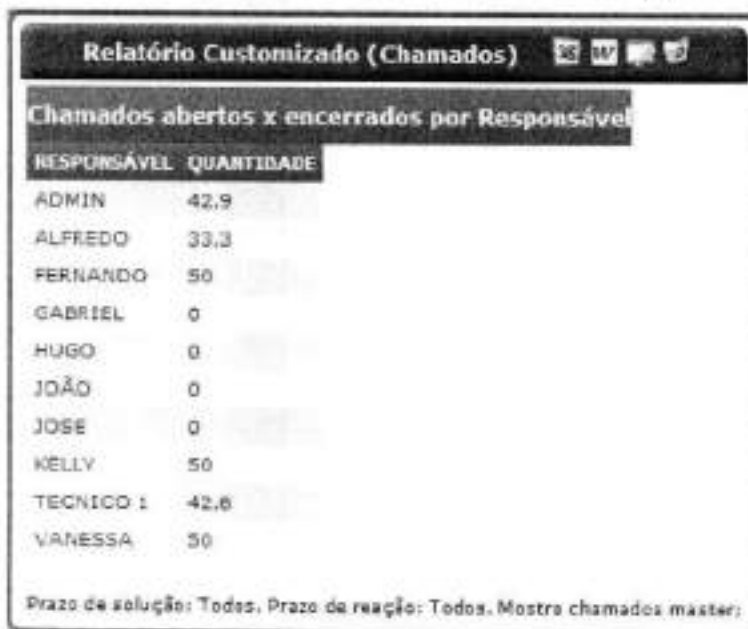 Relatório Customizado (Chamados)
Chamados abertos x encerrados por Responsável
RESPONSÁVEL QUANTIDADE
ADMIN 42.9
ALFREDO 33.3
FERNANDO 50
GABRIEL 0
HUGO 0
JOÃO 0
JOSE 0
KELLY 50
TECNICO 1 42.6
VANESSA 50
Prazo de solução: Todos. Prazo de reação: Todos. Mostra chamados master: